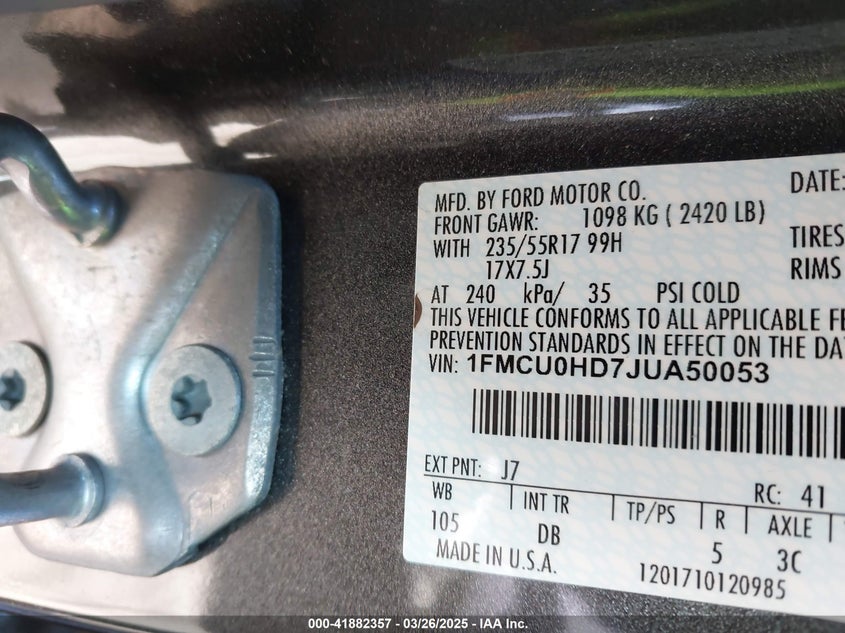 MFD. BY FORD MOTOR CO.
DATE:
FRONT GAWR: 1098 KG ( 2420 LB)
WITH 235/55R17 99H
TIRES
17X7.5J
RIMS
AT 240 kPa/ 35 PSI COLD
THIS VEHICLE CONFORMS TO ALL APPLICABLE FE
PREVENTION STANDARDS IN EFFECT ON THE DA
VIN: 1FMCU0HD7JUA50053
EXT PNT: J7
RC: 41
WB INT TR TP/PS R AXLE
105 DB 5 3C
MADE IN U.S.A.
1201710120985
000-41882357 - 03/26/2025 - IAA Inc.